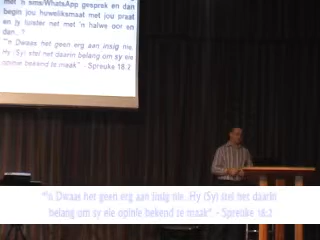 met 'n sms/WhatsApp gesprek en dan
begin jou huweliksmaat met jou praat
en jy luister net met 'n halwe oor en
dan...?
"'n Dwaas het geen erg aan insig nie,
Hy (Sy) stel net daarin belang om sy eie
opinie bekend te maak" - Spreuke 18:2
"'n Dwaas het geen erg aan insig nie. Hy (Sy) stel net daarin
belang om sy eie opinie bekend te maak". - Spreuke 18:2